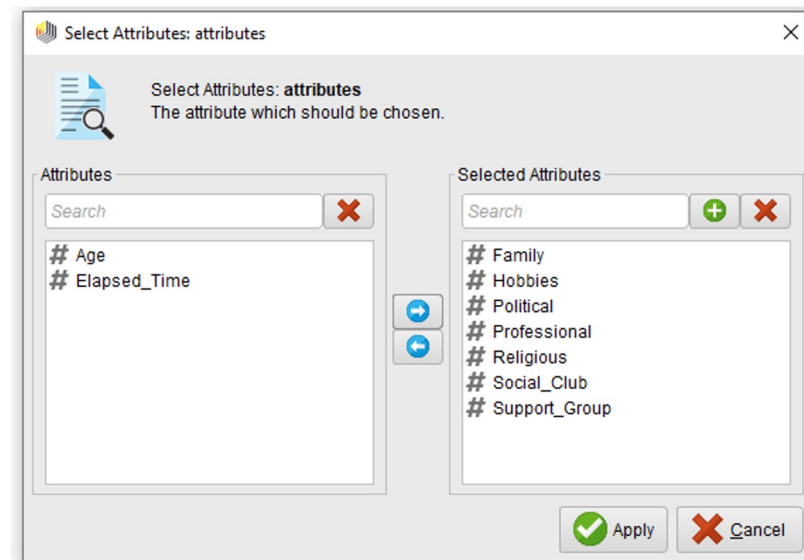 Select Attributes: attributes
Select Attributes: attributes
The attribute which should be chosen.
Attributes
Search
# Age
# Elapsed_Time
Selected Attributes
Search
# Family
# Hobbies
# Political
# Professional
# Religious
# Social_Club
# Support_Group
Apply
Cancel